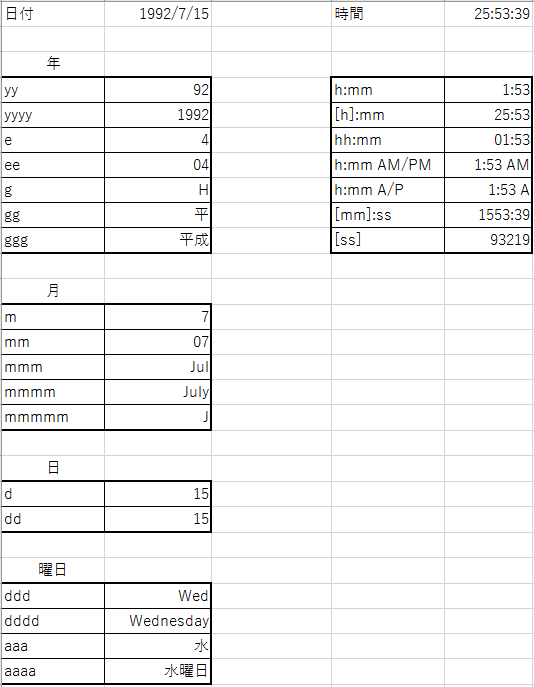 日付 1992/7/15 時間 25:53:39
年
yy 92 h:mm 1:53
yyyy 1992 [h]:mm 25:53
e 4 hh:mm 01:53
ee 04 h:mm AM/PM 1:53 AM
g H h:mm A/P 1:53 A
gg 平 [mm]:ss 1553:39
ggg 平成 [ss] 93219
月
m 7
mm 07
mmm Jul
mmmm July
mmmmm J
日
d 15
dd 15
曜日
ddd Wed
dddd Wednesday
aaa 水
aaaa 水曜日